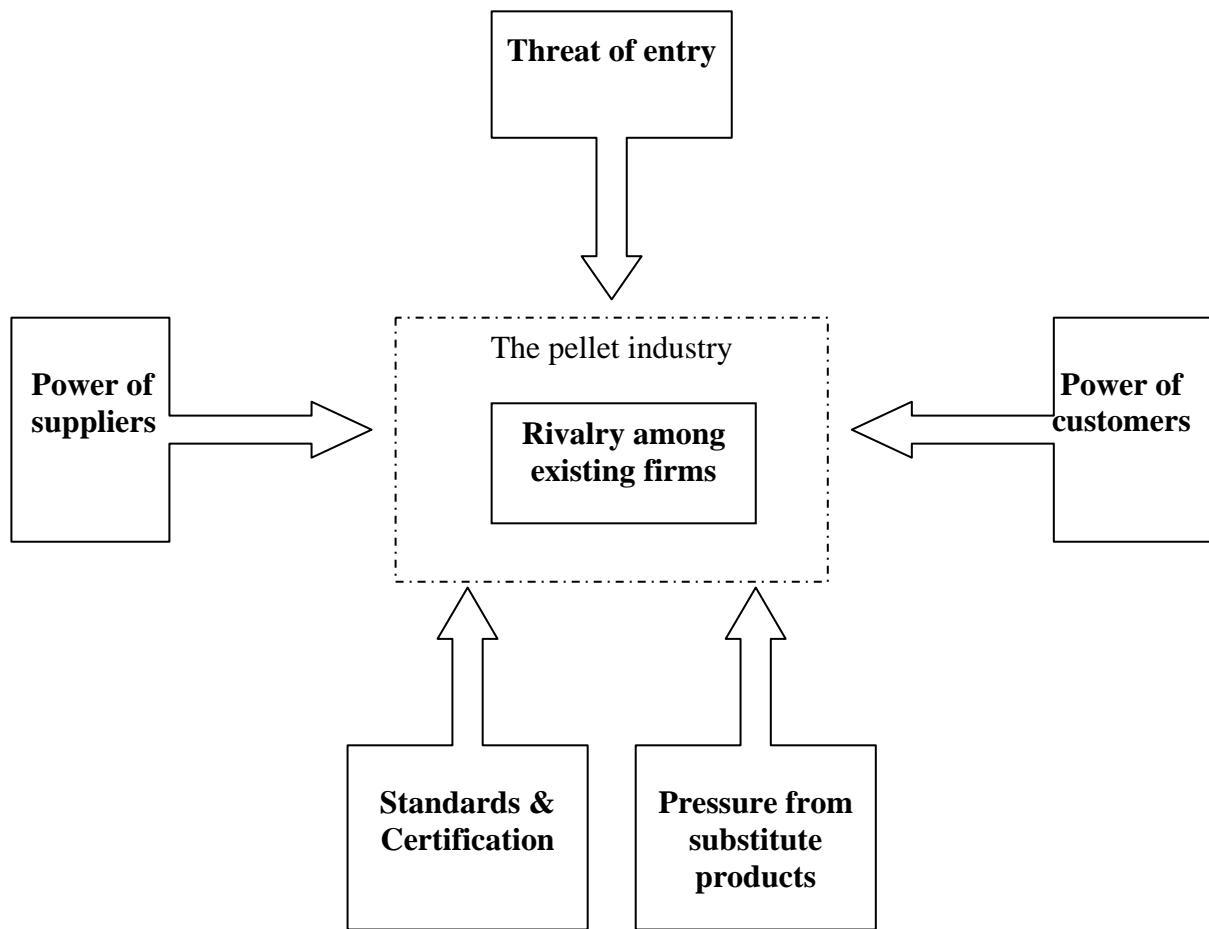 Threat of entry
The pellet industry
Power of
suppliers
Rivalry among
existing firms
Power of
customers
Standards &
Certification
Pressure from
substitute
products